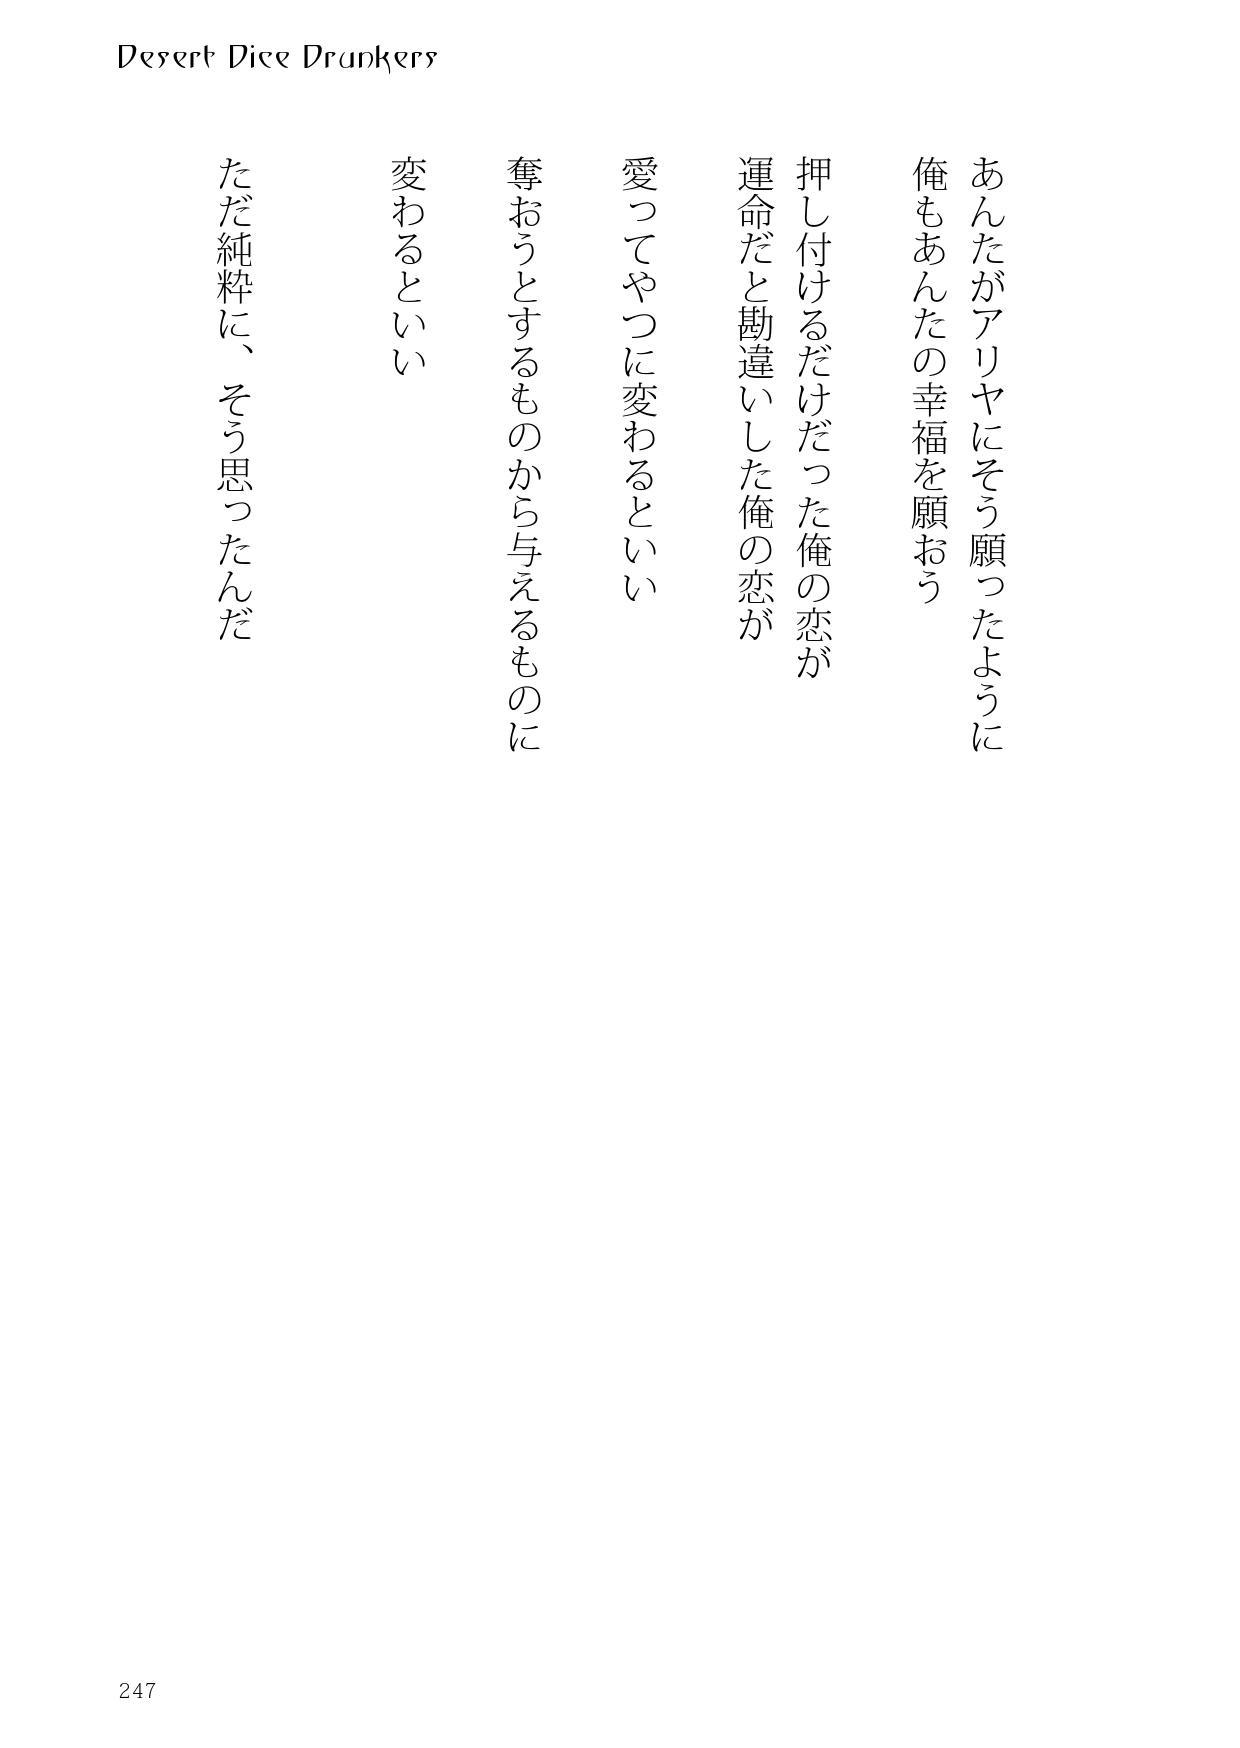 Desert Dice Drunkers
あんたがアリヤにそう願ったように
俺もあんたの幸福を願おう
押し付けるだけだった俺の恋が
運命だと勘違いした俺の恋が
愛ってやつに変わるといい
奪おうとするものから与えるものに
変わるといい
ただ純粋に、そう思ったんだ
247